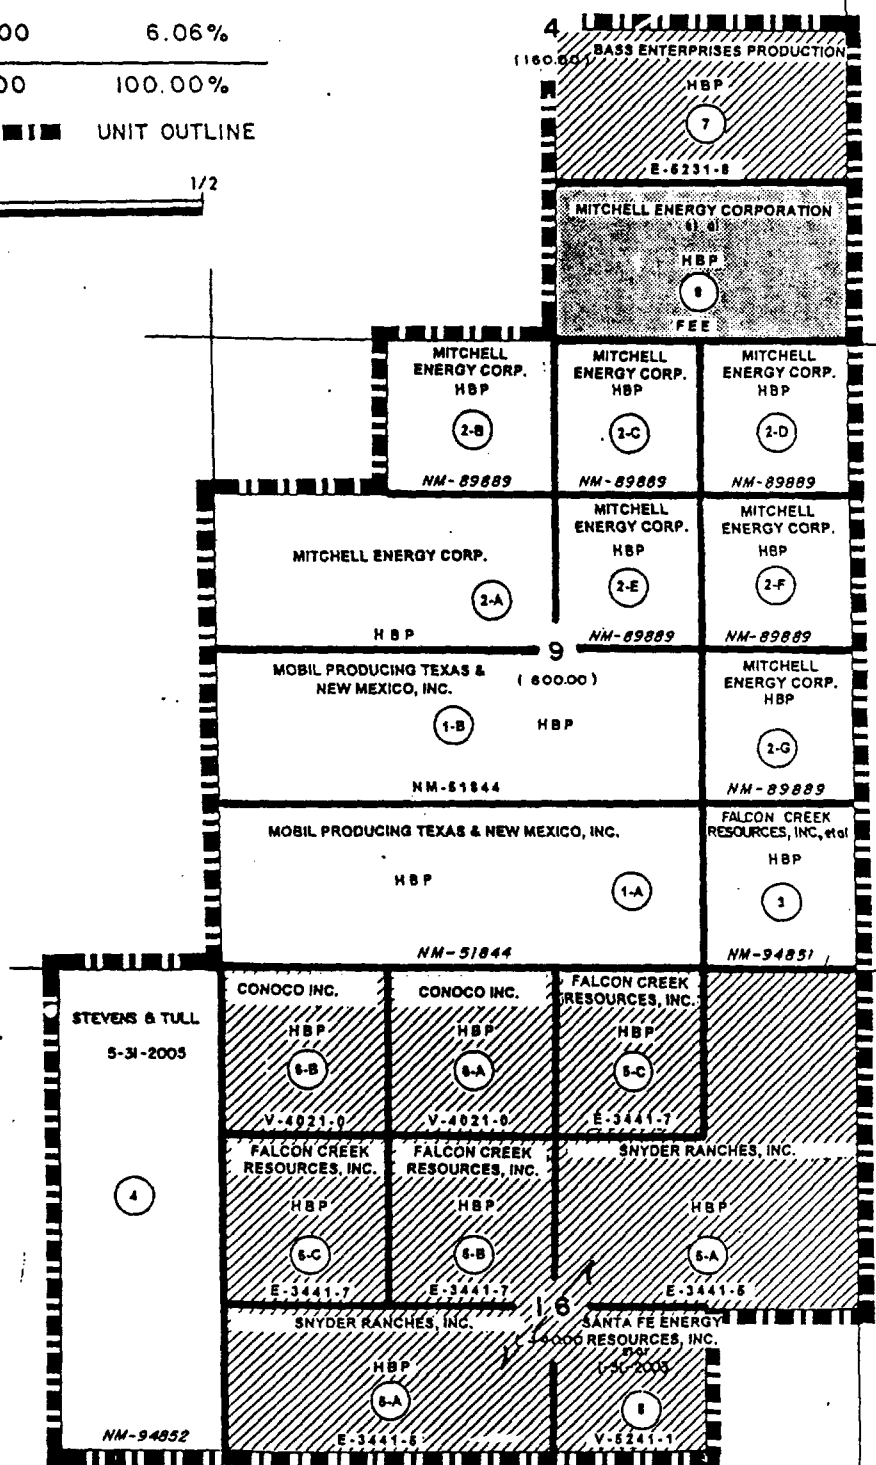 00 6.06%
00 100.00%
UNIT OUTLINE
1/2
4
(160.00)
BASS ENTERPRISES PRODUCTION
HBP
7
MITCHELL ENERGY CORPORATION
HBP
FEE
MITCHELL
ENERGY CORP.
HBP
2-B
NM-89889
MITCHELL
ENERGY CORP.
HBP
2-C
NM-89889
MITCHELL
ENERGY CORP.
HBP
2-D
NM-89889
MITCHELL ENERGY CORP.
2-A
HBP
MITCHELL
ENERGY CORP.
HBP
2-E
NM-89889
MITCHELL
ENERGY CORP.
HBP
2-F
NM-89889
9
(600.00)
MOBIL PRODUCING TEXAS &
NEW MEXICO, INC.
1-B
HBP
NM-51844
MITCHELL
ENERGY CORP.
HBP
2-G
NM-89889
MOBIL PRODUCING TEXAS & NEW MEXICO, INC.
HBP
1-A
NM-51844
FALCON CREEK
RESOURCES, INC., et al
HBP
3
NM-94851
STEVENS & TULL
5-31-2005
4
NM-94852
CONOCO INC.
HBP
6-B
V-4021-0
CONOCO INC.
HBP
6-A
V-4021-0
FALCON CREEK
RESOURCES, INC.
HBP
5-C
E-3441-7
FALCON CREEK
RESOURCES, INC.
HBP
E-3441-7
FALCON CREEK
RESOURCES, INC.
HBP
E-3441-7
SNYDER RANCHES, INC.
HBP
5-A
16
SNYDER RANCHES, INC.
HBP
SANTA FE ENERGY
RESOURCES, INC.
V-5241-1